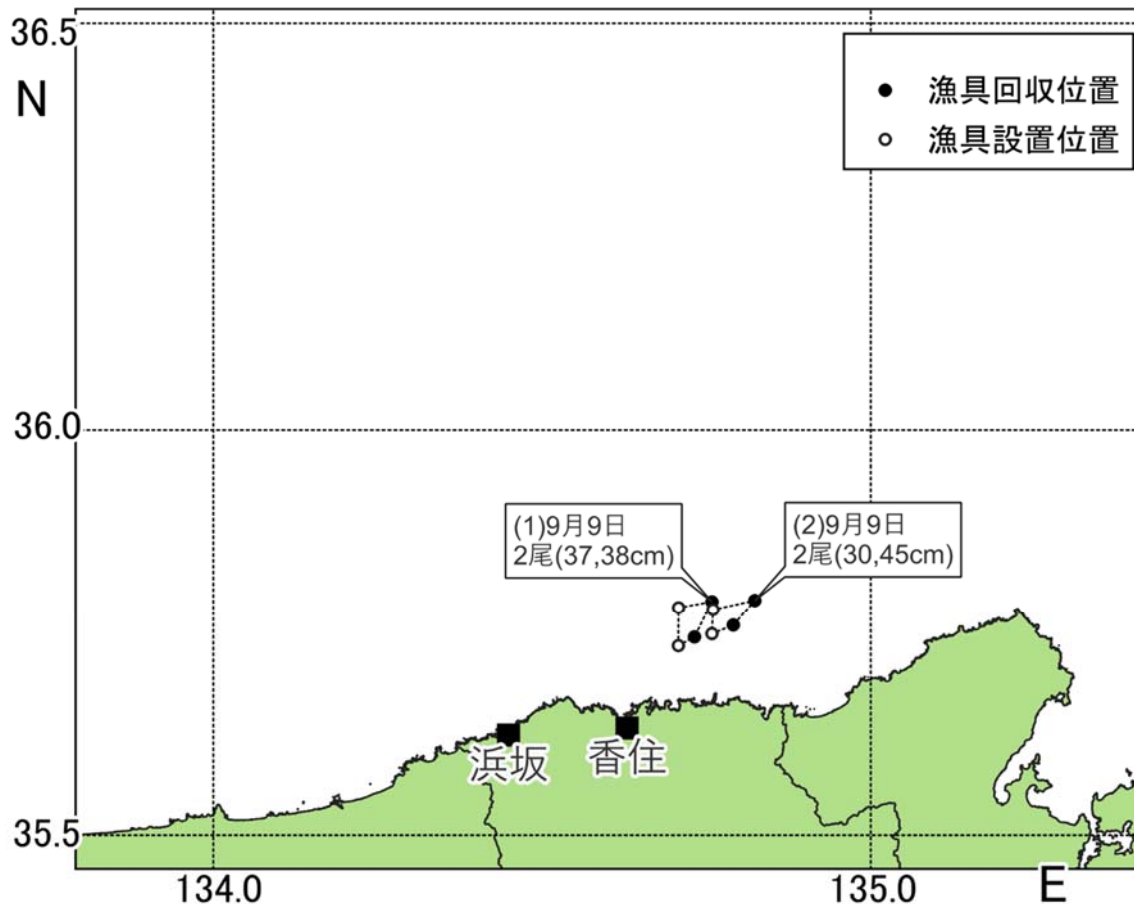 36.5
N
漁具回収位置
漁具設置位置
36.0
(1)9月9日
2尾(37,38cm)
(2)9月9日
2尾(30,45cm)
浜坂
香住
35.5
134.0
135.0
E